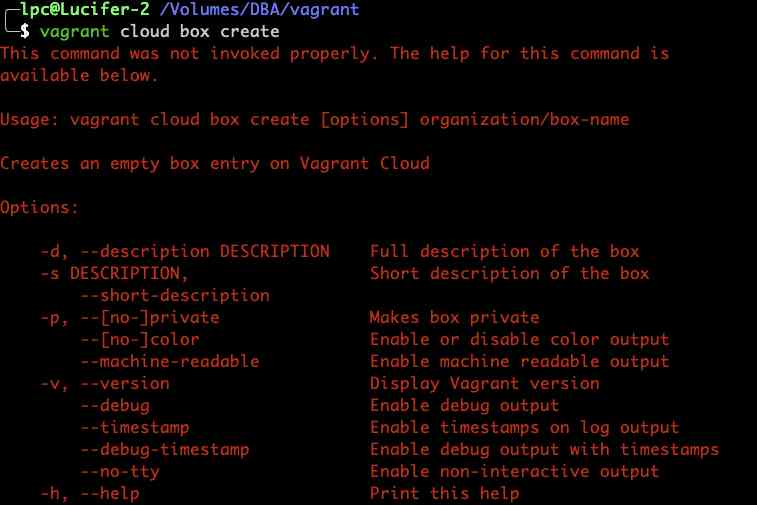 lpc@Lucifer-2 /Volumes/DBA/vagrant
$ vagrant cloud box create
This command was not invoked properly. The help for this command is
available below.
Usage: vagrant cloud box create [options] organization/box-name
Creates an empty box entry on Vagrant Cloud
Options:
-d, --description DESCRIPTION    Full description of the box
-s DESCRIPTION,                  Short description of the box
--short-description
-p, --[no-]private               Makes box private
--[no-]color                 Enable or disable color output
--machine-readable           Enable machine readable output
-v, --version                    Display Vagrant version
--debug                      Enable debug output
--timestamp                  Enable timestamps on log output
--debug-timestamp            Enable debug output with timestamps
--no-tty                     Enable non-interactive output
-h, --help                       Print this help